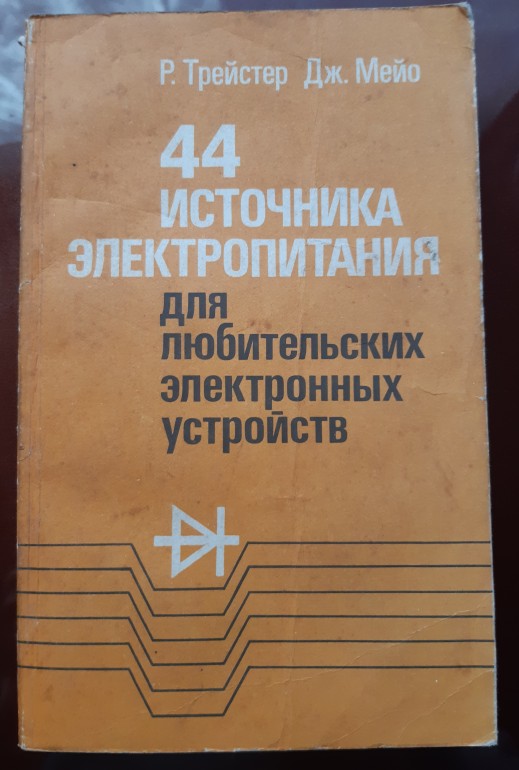 Р. Трейстер Дж. Мейо
44
ИСТОЧНИКА
ЭЛЕКТРОПИТАНИЯ
для
любительских
электронных
устройств